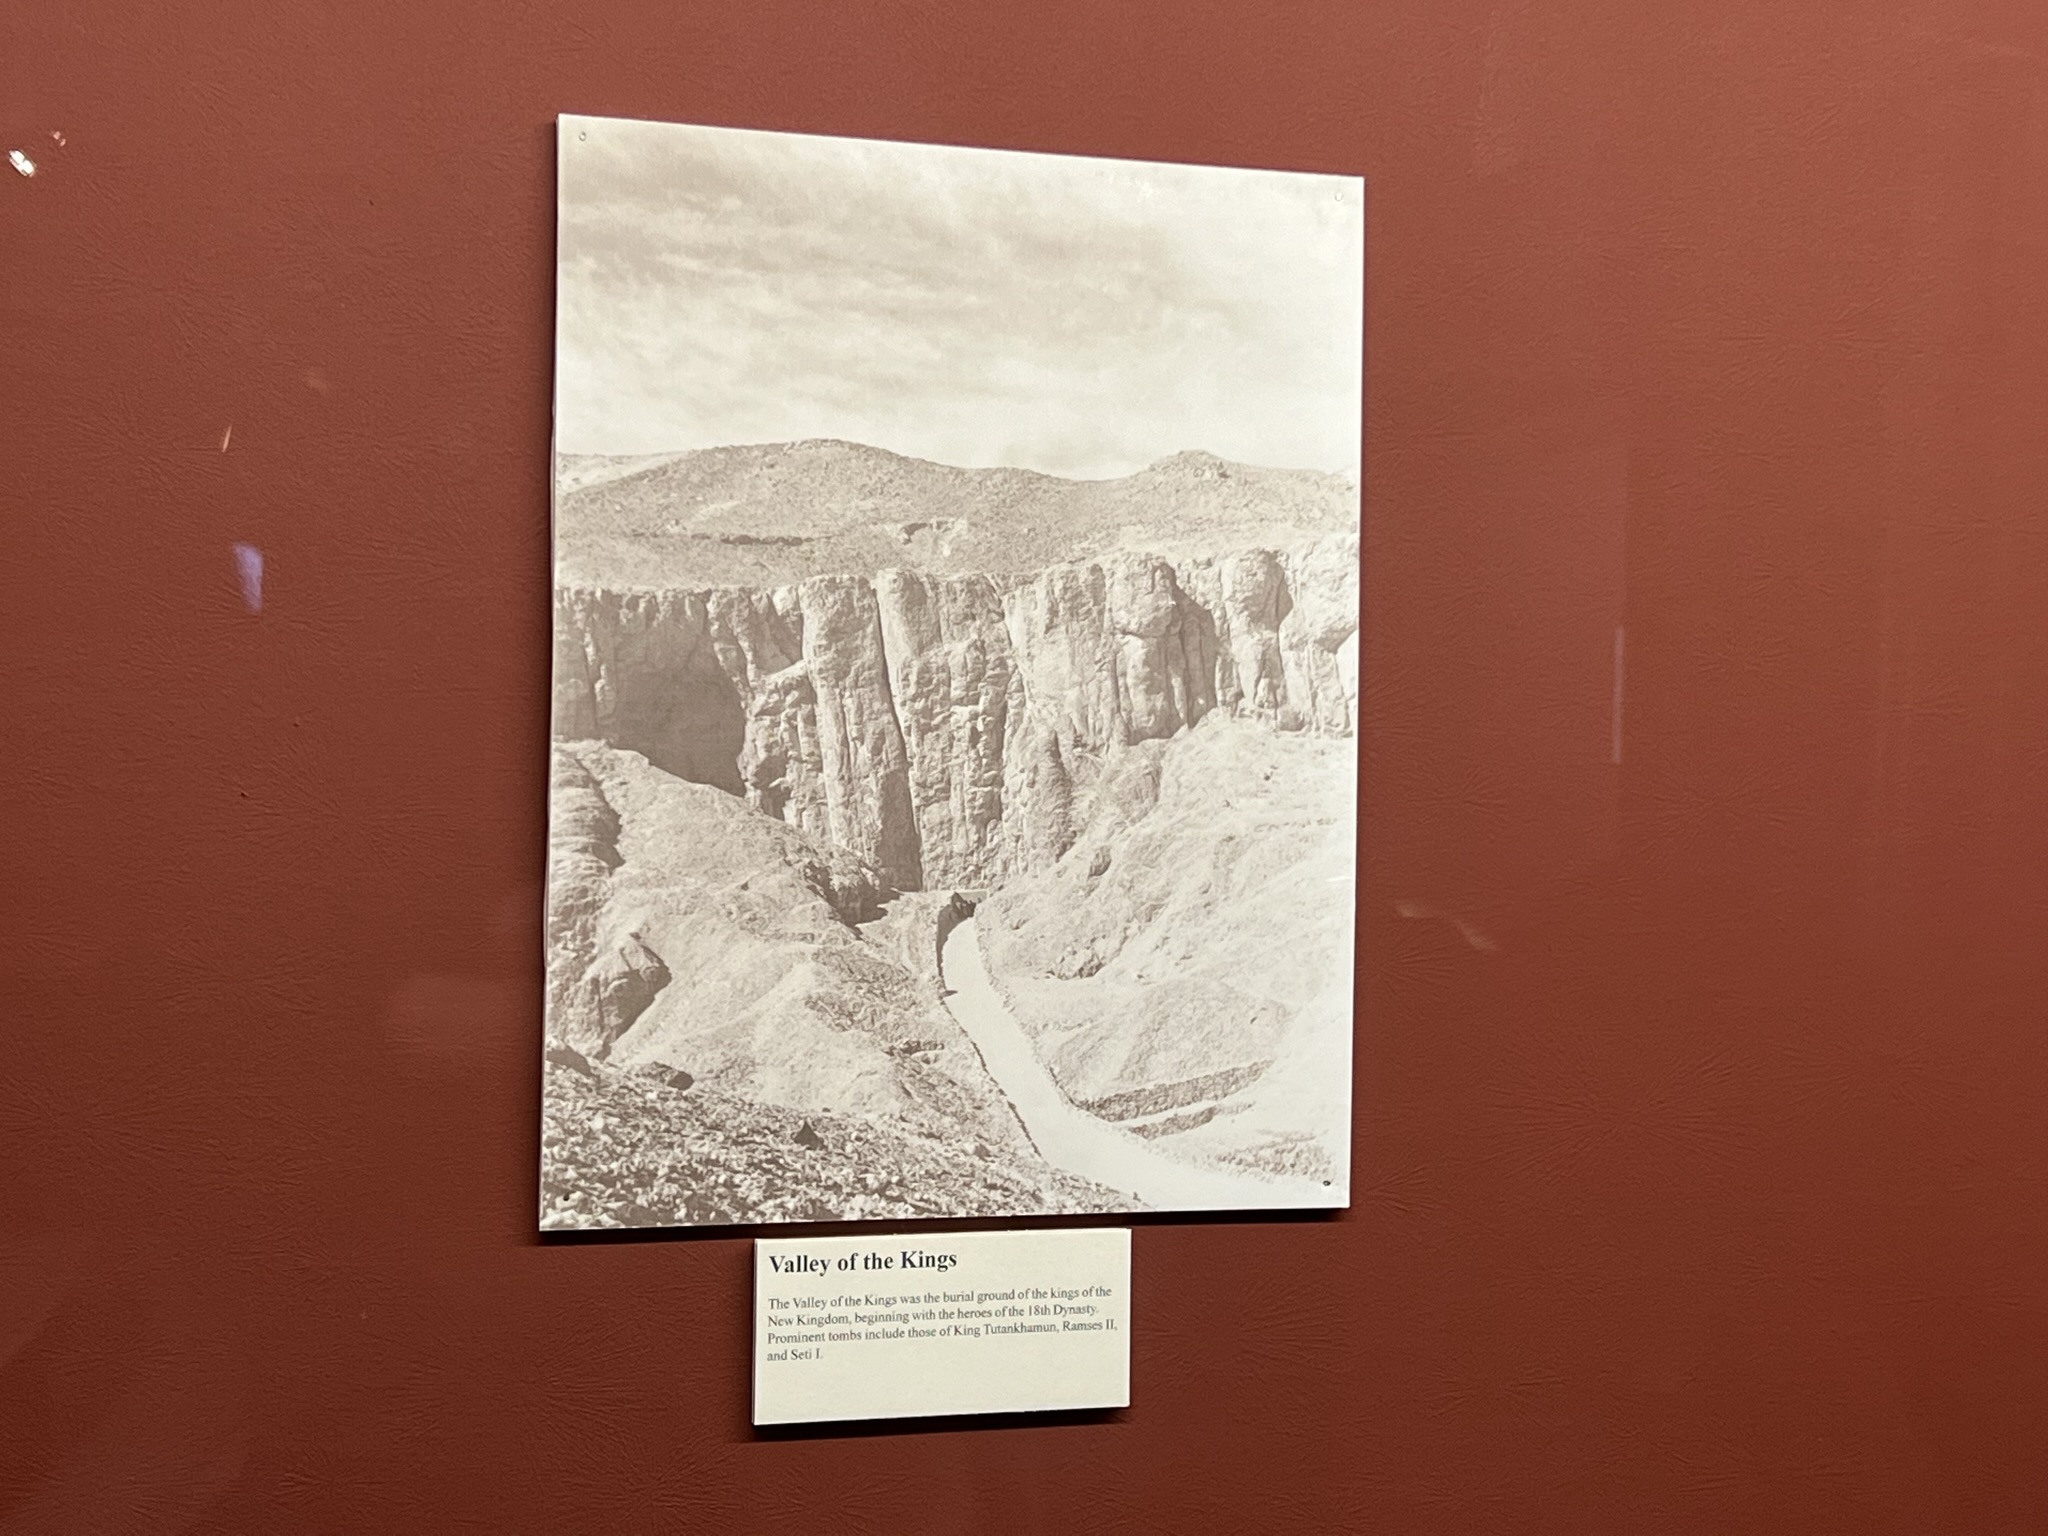 Valley of the Kings
The Valley of the Kings was the burial ground of the kings of the
New Kingdom, beginning with the heroes of the 18th Dynasty.
Prominent tombs include those of King Tutankhamun, Ramses II,
and Seti I.